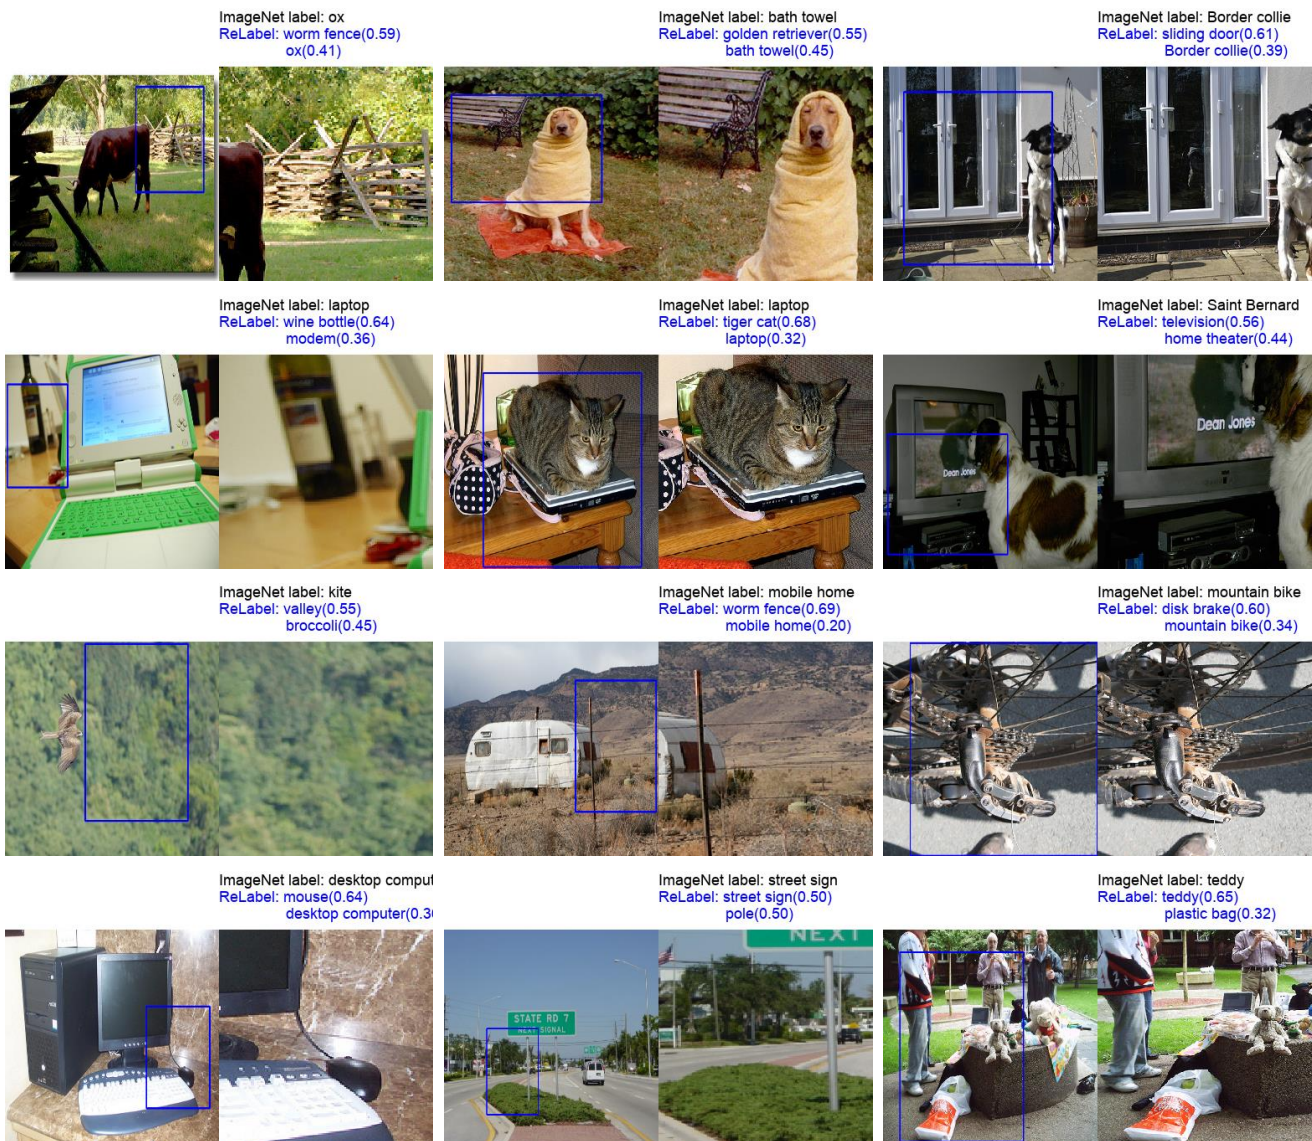 ImageNet label: ox
ReLabel: worm fence(0.59)
ox(0.41)
ImageNet label: bath towel
ReLabel: golden retriever(0.55)
bath towel(0.45)
ImageNet label: Border collie
ReLabel: sliding door(0.61)
Border collie(0.39)
ImageNet label: laptop
ReLabel: wine bottle(0.64)
modem(0.36)
ImageNet label: laptop
ReLabel: tiger cat(0.68)
laptop(0.32)
ImageNet label: Saint Bernard
ReLabel: television(0.56)
home theater(0.44)
Dean Jones
Dean Jones
ImageNet label: kite
ReLabel: valley(0.55)
broccoli(0.45)
ImageNet label: mobile home
ReLabel: worm fence(0.69)
mobile home(0.20)
ImageNet label: mountain bike
ReLabel: disk brake(0.60)
mountain bike(0.34)
ImageNet label: desktop comput
ReLabel: mouse(0.64)
desktop computer(0.3
ImageNet label: street sign
ReLabel: street sign(0.50)
pole(0.50)
STATE RD 7
NEXT SIGNAL
NEXT
ImageNet label: teddy
ReLabel: teddy(0.65)
plastic bag(0.32)